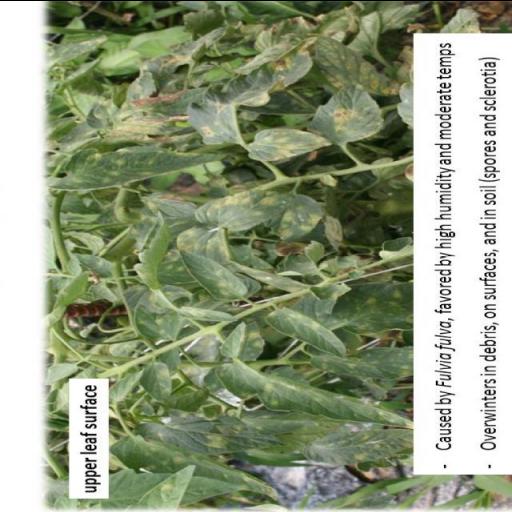 upper leaf surface
- Caused by Fulvia fulva, favored by high humidity and moderate temps
- Overwinters in debris, on surfaces, and in soil (spores and sclerotia)